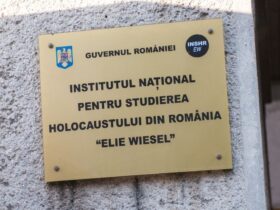 GUVERNUL ROMÂNIEI
INSHR
EW
INSTITUTUL NAȚIONAL
PENTRU STUDIEREA
HOLOCAUSTULUI DIN ROMÂNIA
“ELIE WIESEL”